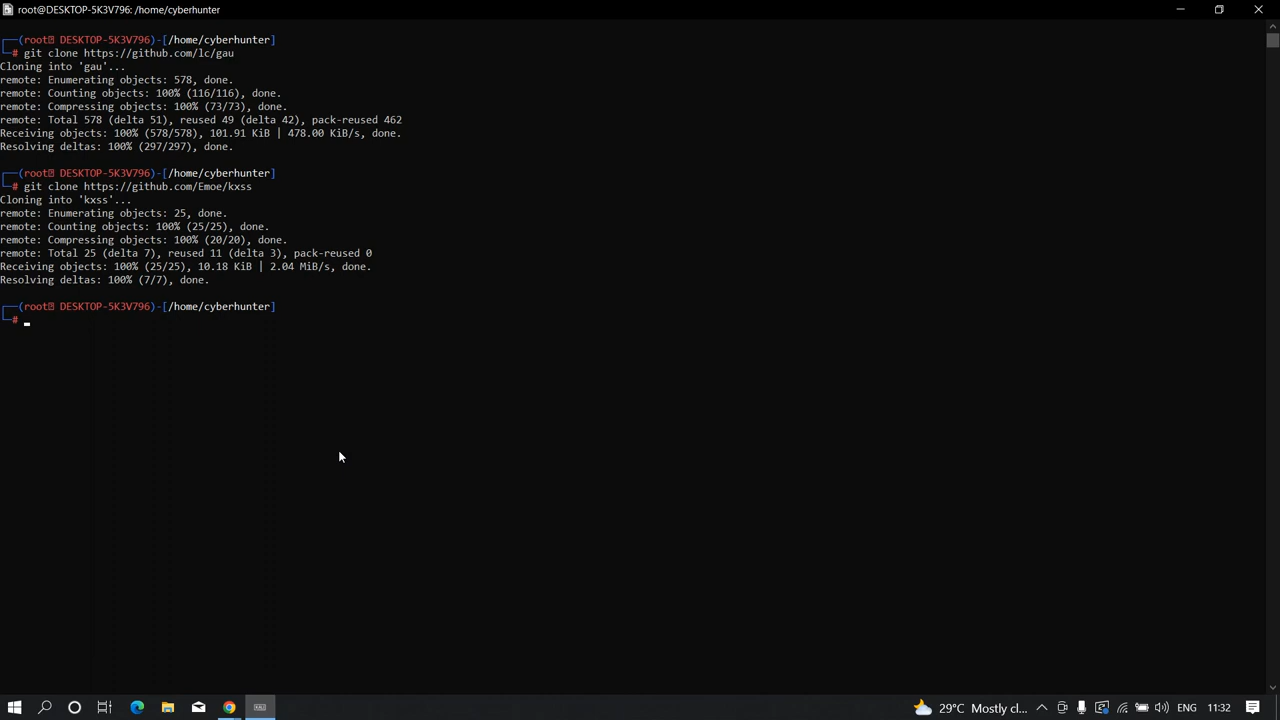 root@DESKTOP-5K3V796: /home/cyberhunter
(root DESKTOP-5K3V796)-[/home/cyberhunter]
# git clone https://github.com/lc/gau
Cloning into 'gau'...
remote: Enumerating objects: 578, done.
remote: Counting objects: 100% (116/116), done.
remote: Compressing objects: 100% (73/73), done.
remote: Total 578 (delta 51), reused 49 (delta 42), pack-reused 462
Receiving objects: 100% (578/578), 101.91 KiB | 478.00 KiB/s, done.
Resolving deltas: 100% (297/297), done.
(root DESKTOP-5K3V796)-[/home/cyberhunter]
# git clone https://github.com/Emoe/kxss
Cloning into 'kxss'...
remote: Enumerating objects: 25, done.
remote: Counting objects: 100% (25/25), done.
remote: Compressing objects: 100% (20/20), done.
remote: Total 25 (delta 7), reused 11 (delta 3), pack-reused 0
Receiving objects: 100% (25/25), 10.18 KiB | 2.04 MiB/s, done.
Resolving deltas: 100% (7/7), done.
(root DESKTOP-5K3V796)-[/home/cyberhunter]
#
29°C Mostly cl... ENG 11:32